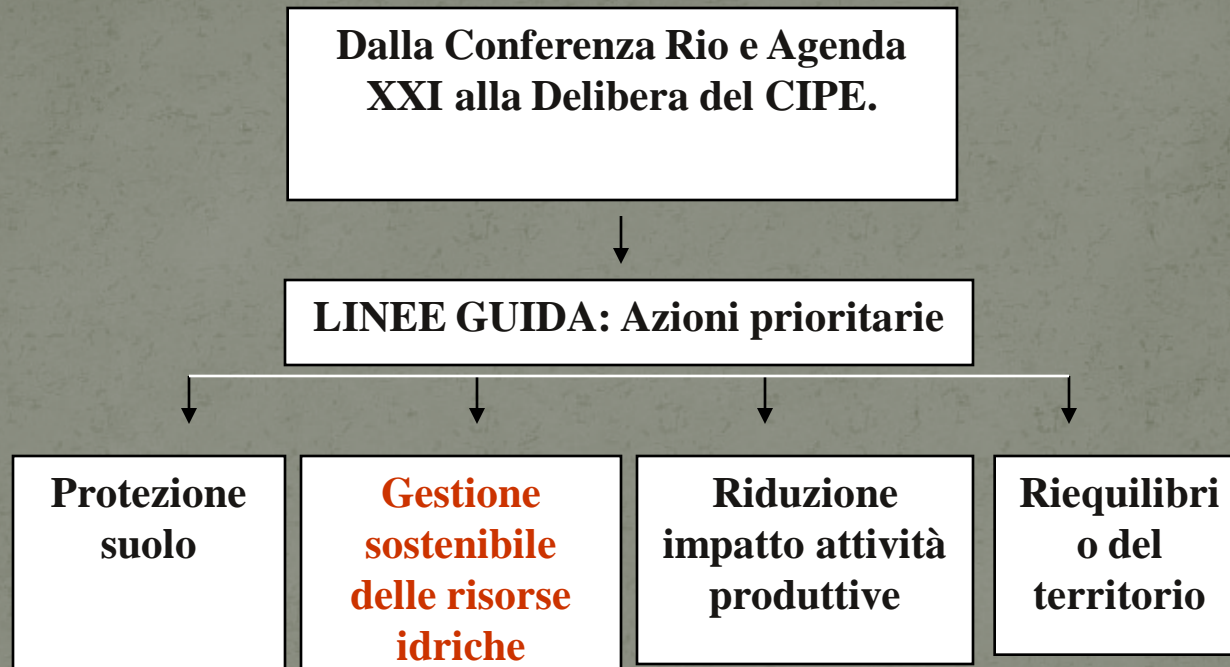 Dalla Conferenza Rio e Agenda
XXI alla Delibera del CIPE.
LINEE GUIDA: Azioni prioritarie
Protezione
suolo
Gestione
sostenibile
delle risorse
idriche
Riduzione
impatto attività
produttive
Riequilibri
o del
territorio